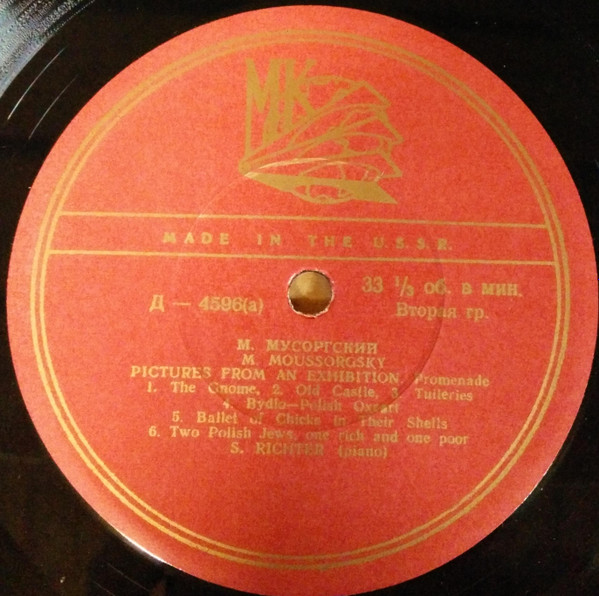 МК
MADE IN THE U.S.S.R.
Д — 4596(а)
33 ⅓ об. в мин.
Вторая гр.
М. МУСОРГСКИЙ
M. MOUSSORGSKY
PICTURES FROM AN EXHIBITION. Promenade
1. The Gnome, 2. Old Castle, 3. Tuileries
4. Bydlo—Polish Oxcart
5. Ballet of Chicks in Their Shells
6. Two Polish Jews, one rich and one poor
S. RICHTER (piano)